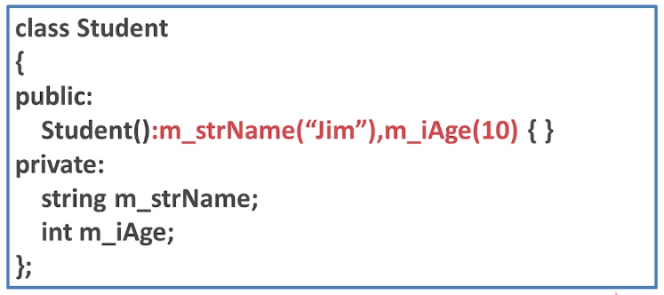 class Student
{
public:
Student():m_strName(“Jim”),m_iAge(10) { }
private:
string m_strName;
int m_iAge;
};